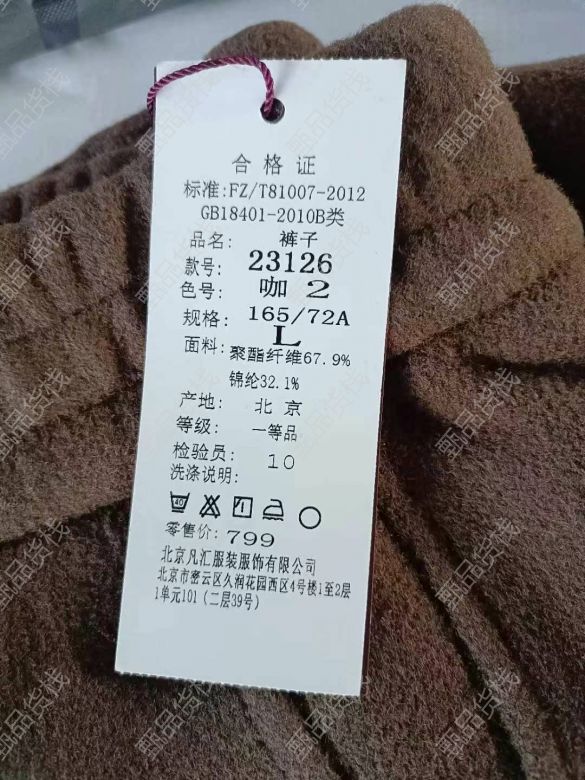 合格证
标准:FZ/T81007-2012
GB18401-2010B类
品名: 裤子
款号: 23126
色号: 咖 2
规格: 165/72A
L
面料: 聚酯纤维67.9%
锦纶32.1%
产地: 北京
等级: 一等品
检验员: 10
洗涤说明:
40
零售价: 799
北京凡汇服装服饰有限公司
北京市密云区久润花园西区4号楼1至2层
1单元101(二层39号)
甄品货栈